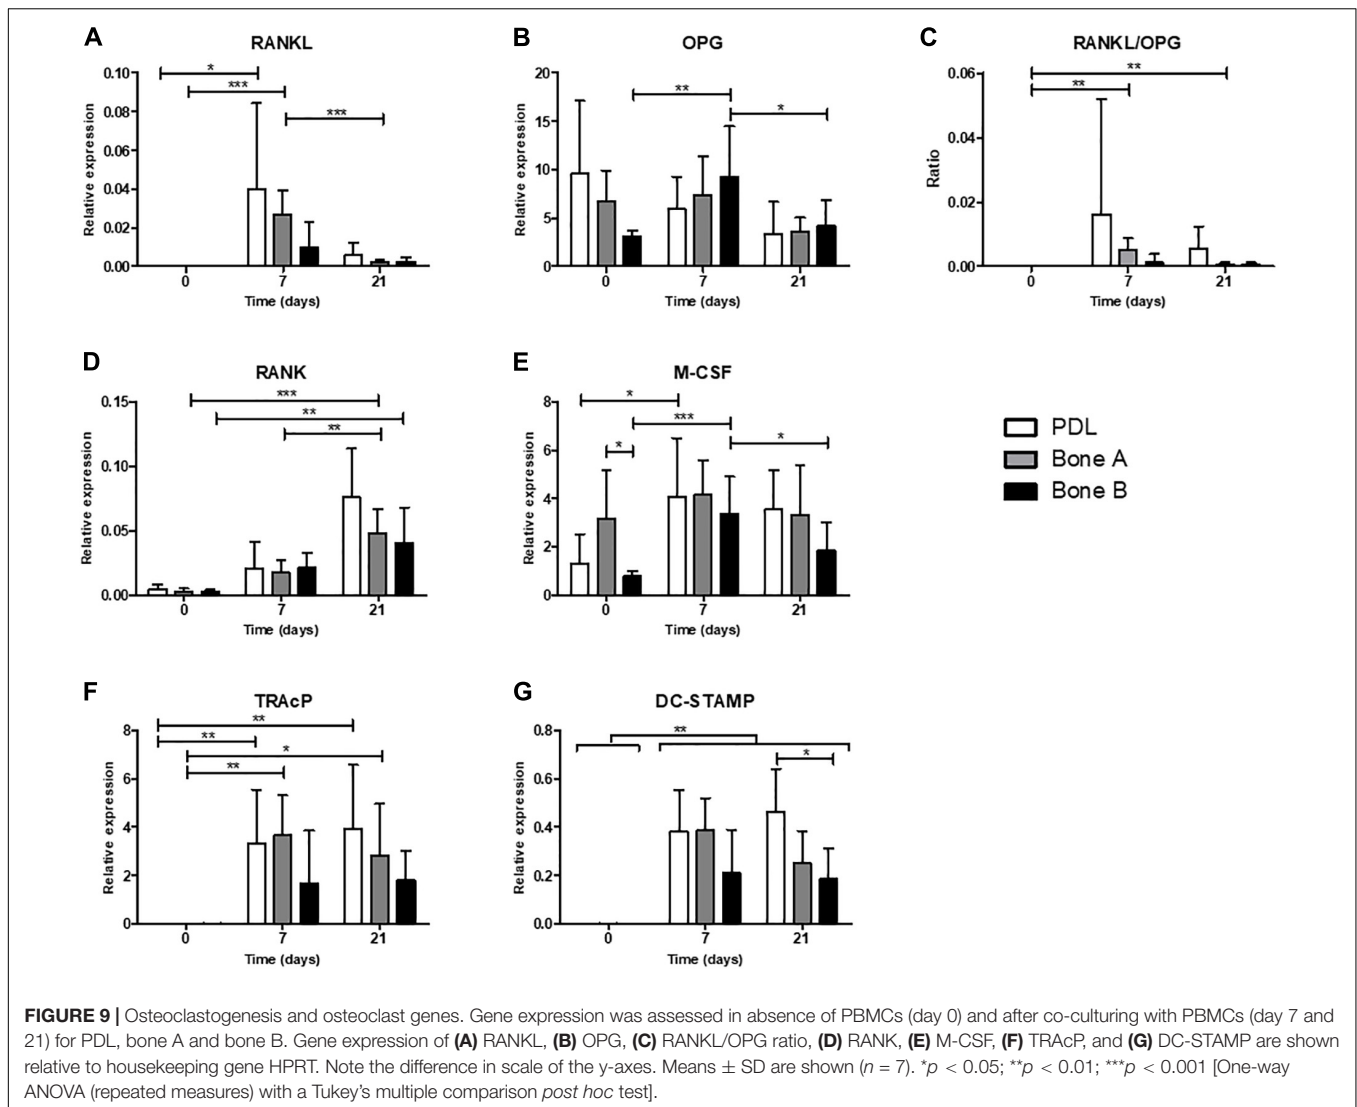 A
RANKL
Relative expression
0.10
0.08
0.06
0.04
0.02
0.00
*
***
***
0 7 21
Time (days)
B
OPG
Relative expression
20
15
10
5
0
**
*
0 7 21
Time (days)
C
RANKL/OPG
Ratio
0.06
0.04
0.02
0.00
**
**
0 7 21
Time (days)
D
RANK
Relative expression
0.15
0.10
0.05
0.00
***
**
**
0 7 21
Time (days)
E
M-CSF
Relative expression
8
6
4
2
0
*
***
*
*
0 7 21
Time (days)
PDL
Bone A
Bone B
F
TRAcP
Relative expression
8
6
4
2
0
**
**
*
**
0 7 21
Time (days)
G
DC-STAMP
Relative expression
0.8
0.6
0.4
0.2
0.0
**
*
0 7 21
Time (days)
FIGURE 9 | Osteoclastogenesis and osteoclast genes. Gene expression was assessed in absence of PBMCs (day 0) and after co-culturing with PBMCs (day 7 and
21) for PDL, bone A and bone B. Gene expression of (A) RANKL, (B) OPG, (C) RANKL/OPG ratio, (D) RANK, (E) M-CSF, (F) TRAcP, and (G) DC-STAMP are shown
relative to housekeeping gene HPRT. Note the difference in scale of the y-axes. Means ± SD are shown (n = 7). *p < 0.05; **p < 0.01; ***p < 0.001 [One-way
ANOVA (repeated measures) with a Tukey's multiple comparison post hoc test].